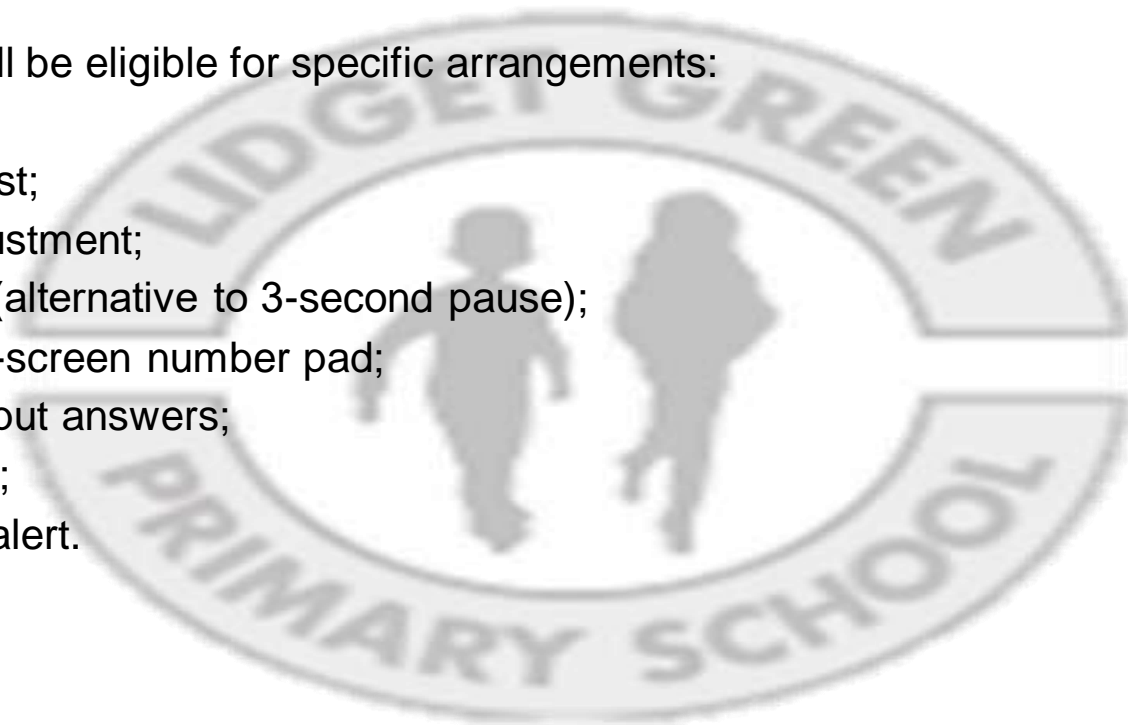 ll be eligible for specific arrangements:
LIDGET GREEN
st;
ustment;
(alternative to 3-second pause);
-screen number pad;
out answers;
;
alert.
PRIMARY SCHOOL